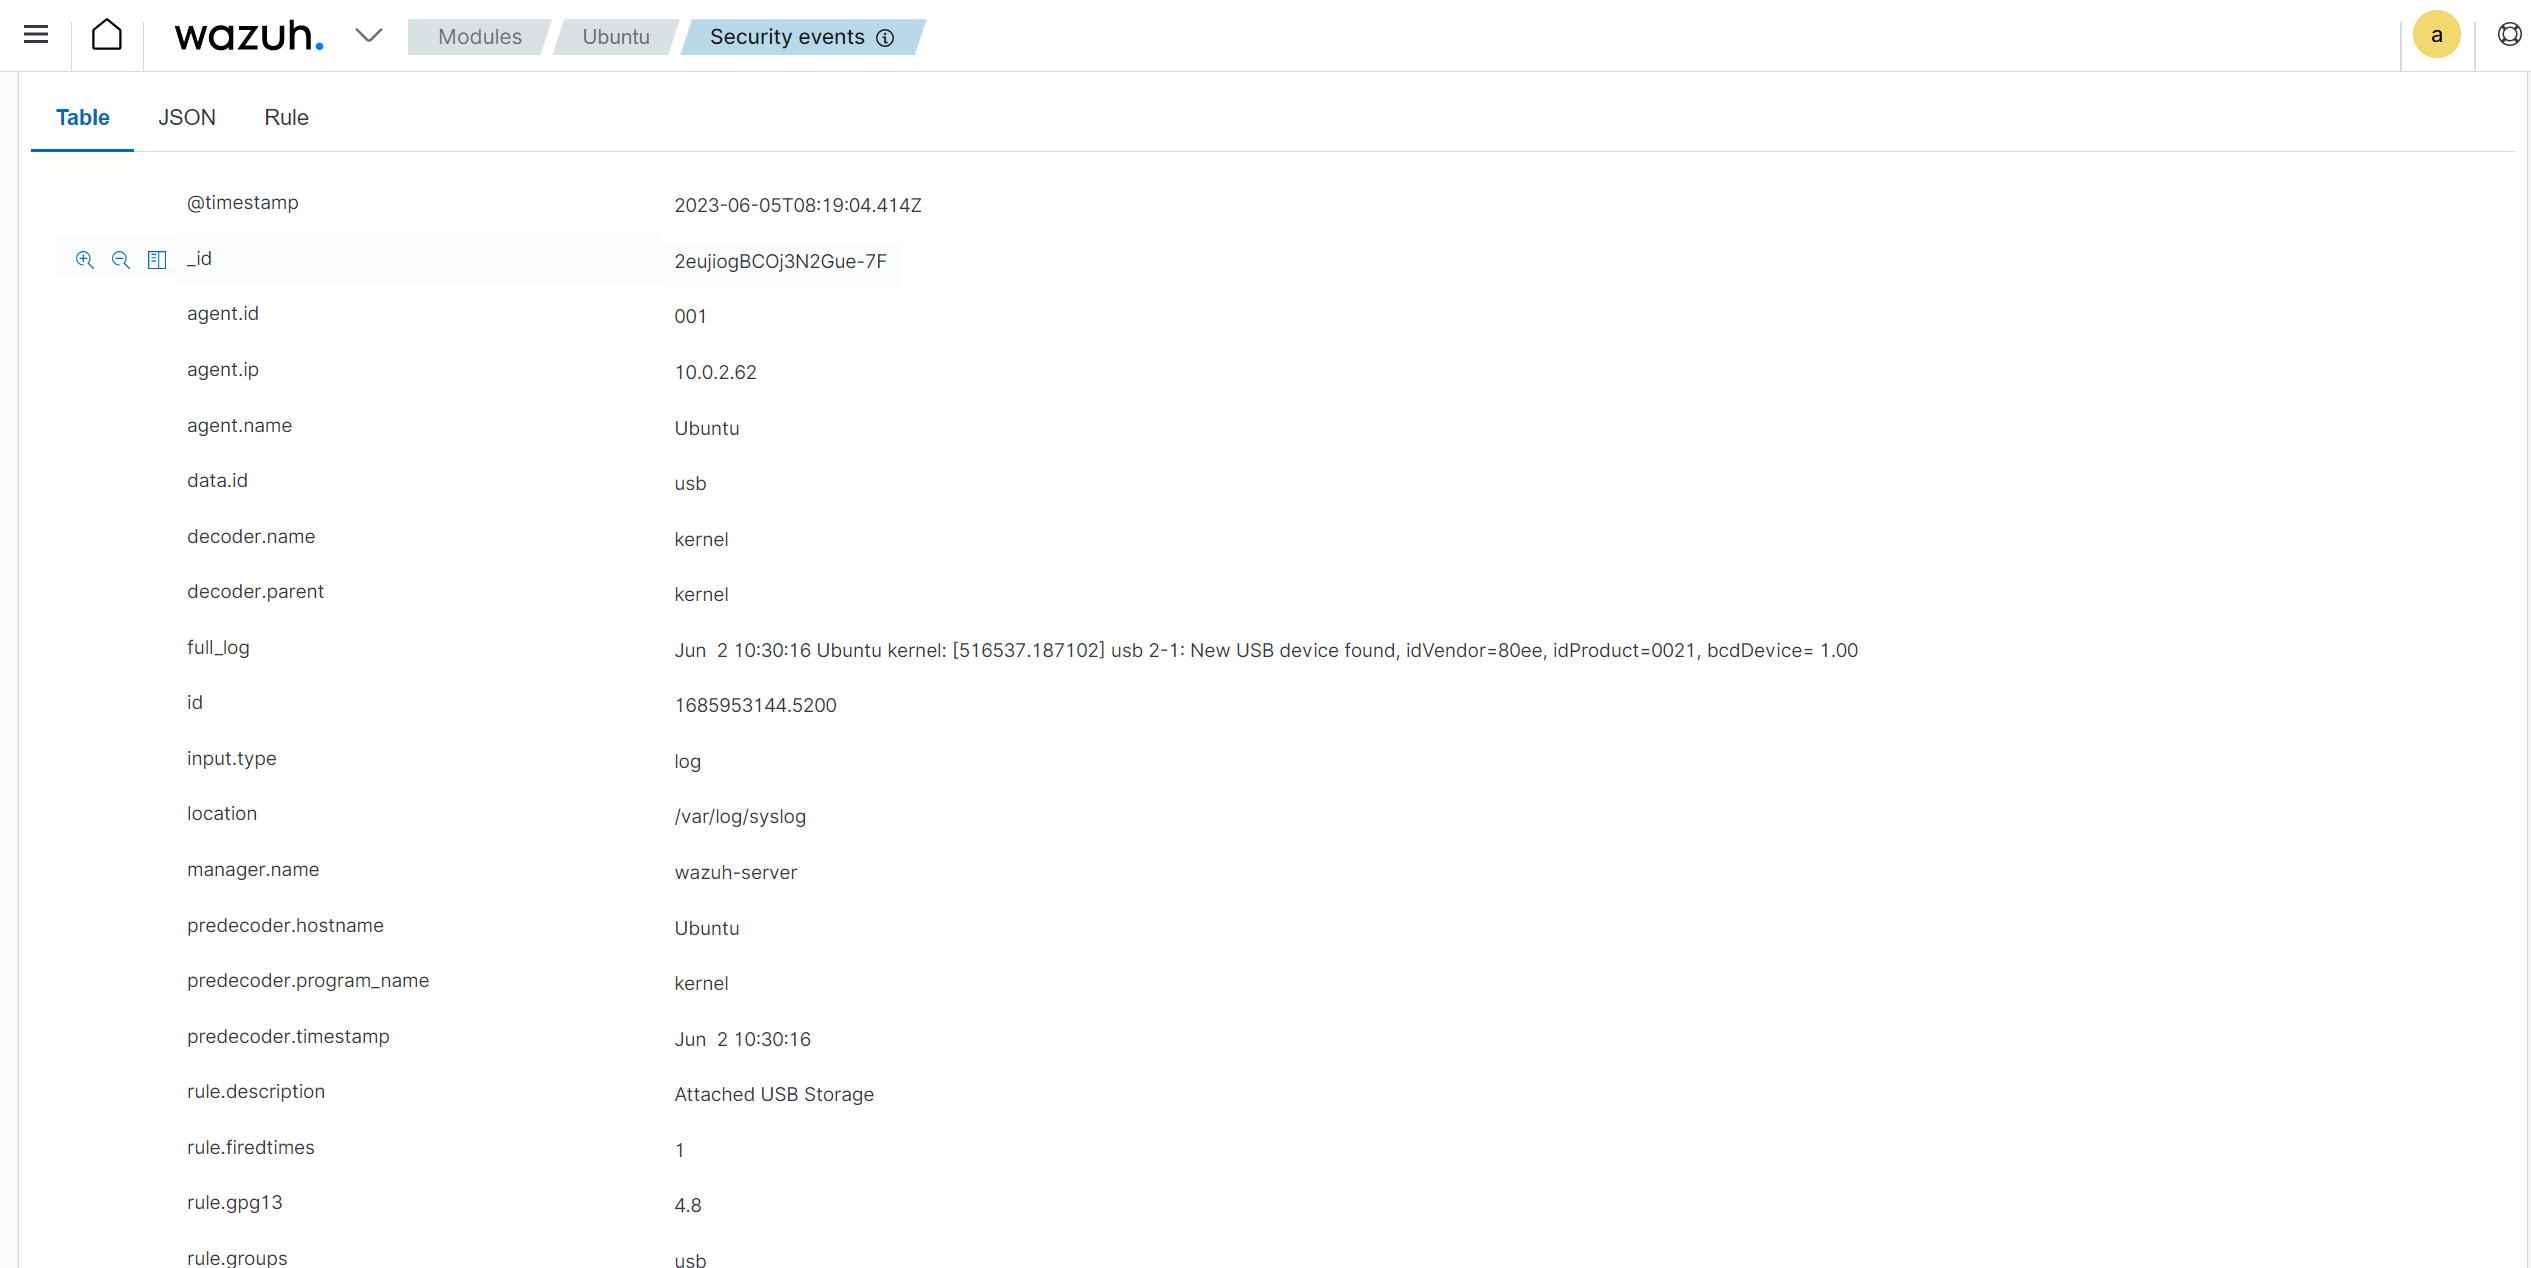 wazuh. Modules Ubuntu Security events a
Table JSON Rule
@timestamp 2023-06-05T08:19:04.414Z
_id 2eujiogBCOj3N2Gue-7F
agent.id 001
agent.ip 10.0.2.62
agent.name Ubuntu
data.id usb
decoder.name kernel
decoder.parent kernel
full_log Jun  2 10:30:16 Ubuntu kernel: [516537.187102] usb 2-1: New USB device found, idVendor=80ee, idProduct=0021, bcdDevice= 1.00
id 1685953144.5200
input.type log
location /var/log/syslog
manager.name wazuh-server
predecoder.hostname Ubuntu
predecoder.program_name kernel
predecoder.timestamp Jun  2 10:30:16
rule.description Attached USB Storage
rule.firedtimes 1
rule.gpg13 4.8
rule.groups usb